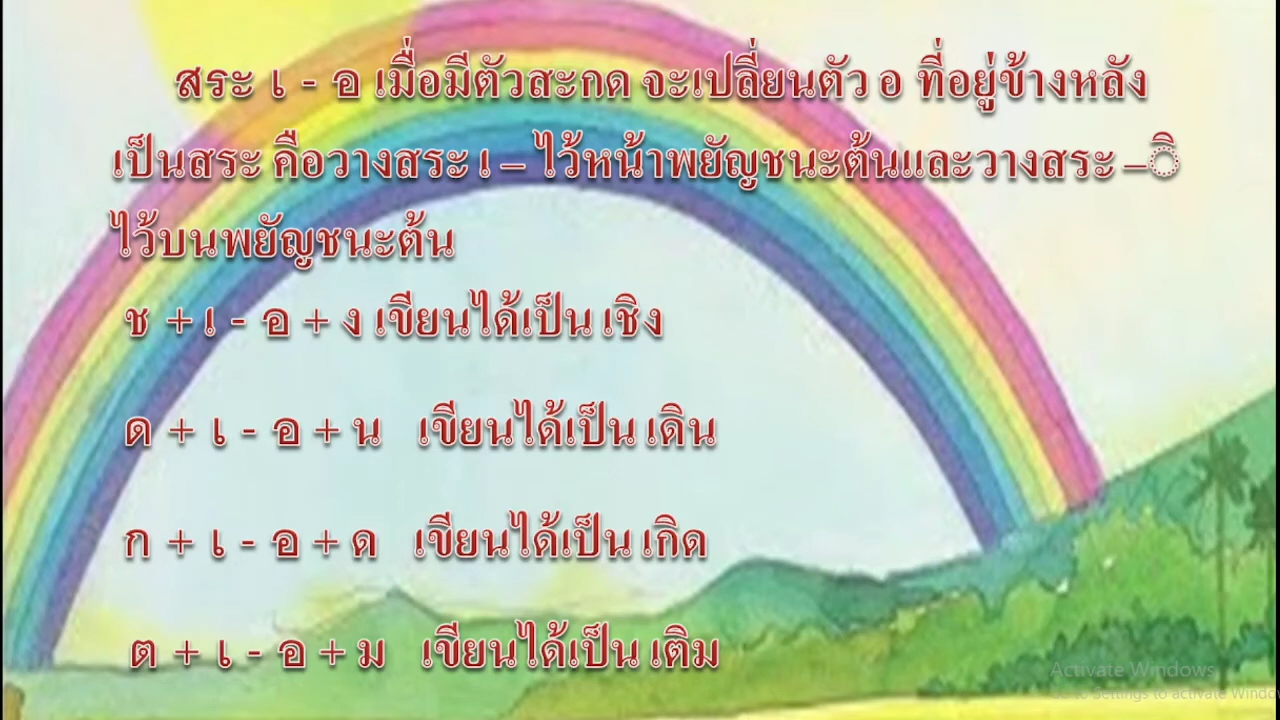 สระ เ - อ เมื่อมีตัวสะกด จะเปลี่ยนตัว อ ที่อยู่ข้างหลัง
เป็นสระ คือวางสระ เ – ไว้หน้าพยัญชนะต้นและวางสระ –ิ
ไว้บนพยัญชนะต้น
ช + เ - อ + ง เขียนได้เป็น เชิง
ด + เ - อ + น เขียนได้เป็น เดิน
ก + เ - อ + ด เขียนได้เป็น เกิด
ต + เ - อ + ม เขียนได้เป็น เติม
Activate Windows
Go to Settings to activate Windo